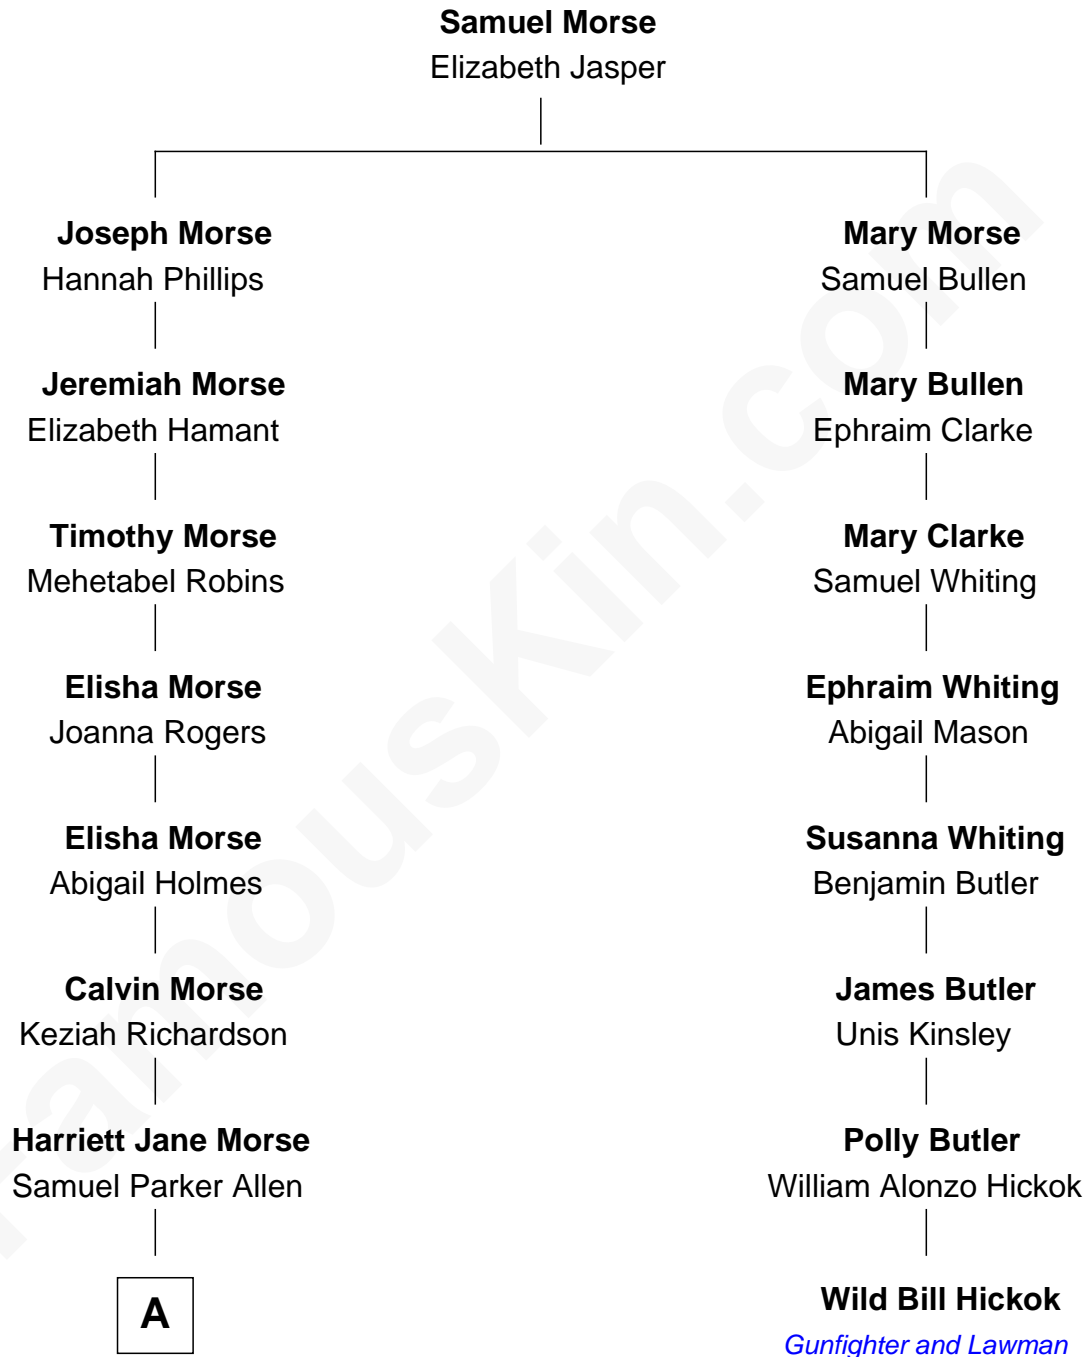 Samuel Morse
Elizabeth Jasper
Joseph Morse
Hannah Phillips
Mary Morse
Samuel Bullen
Jeremiah Morse
Elizabeth Hamant
Mary Bullen
Ephraim Clarke
Timothy Morse
Mehetabel Robins
Mary Clarke
Samuel Whiting
Elisha Morse
Joanna Rogers
Ephraim Whiting
Abigail Mason
Elisha Morse
Abigail Holmes
Susanna Whiting
Benjamin Butler
Calvin Morse
Keziah Richardson
James Butler
Unis Kinsley
Harriett Jane Morse
Samuel Parker Allen
Polly Butler
William Alonzo Hickok
A
Wild Bill Hickok
Gunfighter and Lawman
FamousKin.com